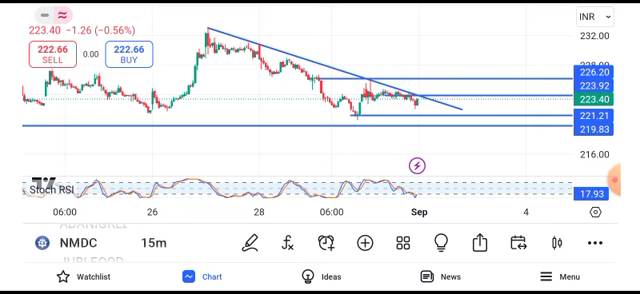 INR
223.40 −1.26 (−0.56%)
232.00
222.66
SELL
0.00
222.66
BUY
228.00
226.20
223.92
223.40
221.21
219.83
216.00
Stoch RSI
17.93
06:00 26 28 06:00 Sep 4
NMDC 15m
Watchlist Chart Ideas News Menu